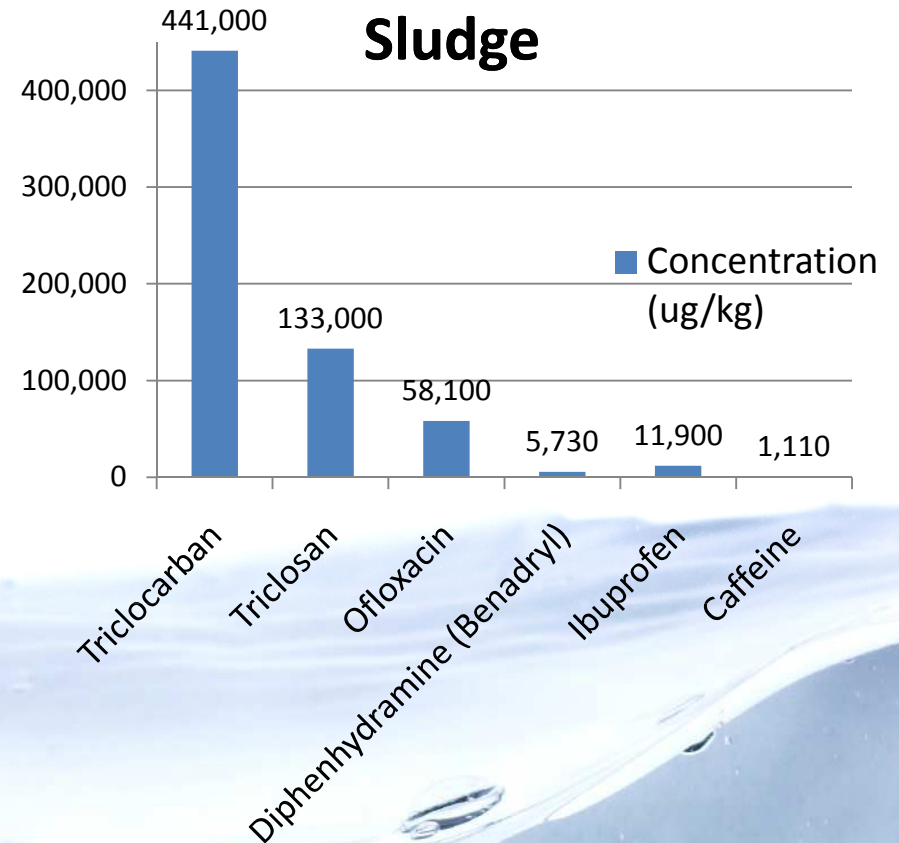 Sludge
441,000
400,000
300,000
200,000
100,000
0
133,000
58,100
5,730
11,900
1,110
Concentration
(ug/kg)
Triclocarban
Triclosan
Ofloxacin
Diphenhydramine (Benadryl)
Ibuprofen
Caffeine